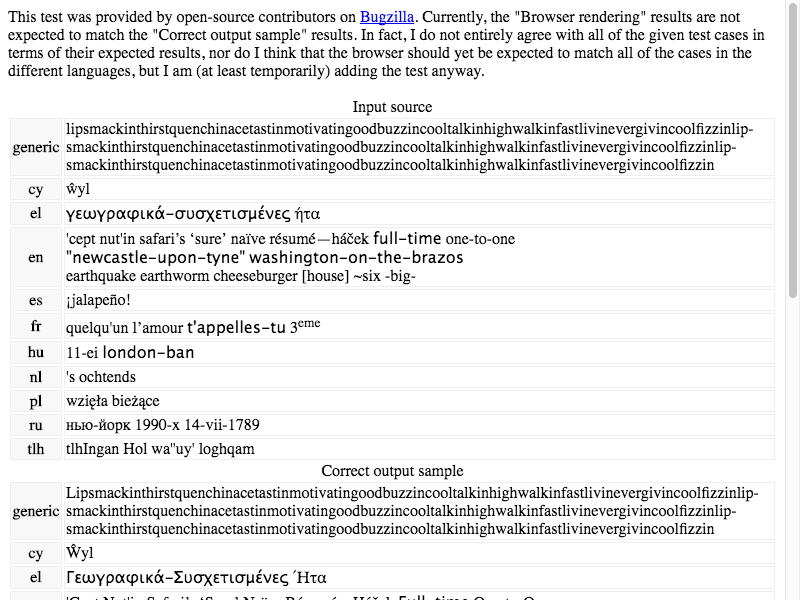 This test was provided by open-source contributors on Bugzilla. Currently, the "Browser rendering" results are not
expected to match the "Correct output sample" results. In fact, I do not entirely agree with all of the given test cases in
terms of their expected results, nor do I think that the browser should yet be expected to match all of the cases in the
different languages, but I am (at least temporarily) adding the test anyway.
Input source
generic lipsmackinthirstquenchinacetastinmotivatingoodbuzzincooltalkinhighwalkinfastlivinevergivincoolfizzinlip-
smackinthirstquenchinacetastinmotivatingoodbuzzincooltalkinhighwalkinfastlivinevergivincoolfizzinlip-
smackinthirstquenchinacetastinmotivatingoodbuzzincooltalkinhighwalkinfastlivinevergivincoolfizzin
cy ŵyl
el γεωγραφικά-συσχετισμένες ήτα
en 'cept nut'in safari’s ‘sure’ naïve résumé—háček full-time one-to-one
"newcastle-upon-tyne" washington-on-the-brazos
earthquake earthworm cheeseburger [house] ~six -big-
es ¡jalapeño!
fr quelqu'un l’amour t'appelles-tu 3eme
hu 11-ei london-ban
nl 's ochtends
pl wzięła bieżące
ru нью-йорк 1990-x 14-vii-1789
tlh tlhIngan Hol wa''uy' loghqam
Correct output sample
generic Lipsmackinthirstquenchinacetastinmotivatingoodbuzzincooltalkinhighwalkinfastlivinevergivincoolfizzinlip-
smackinthirstquenchinacetastinmotivatingoodbuzzincooltalkinhighwalkinfastlivinevergivincoolfizzinlip-
smackinthirstquenchinacetastinmotivatingoodbuzzincooltalkinhighwalkinfastlivinevergivincoolfizzin
cy Ŵyl
el Γεωγραφικά-Συσχετισμένες Ήτα